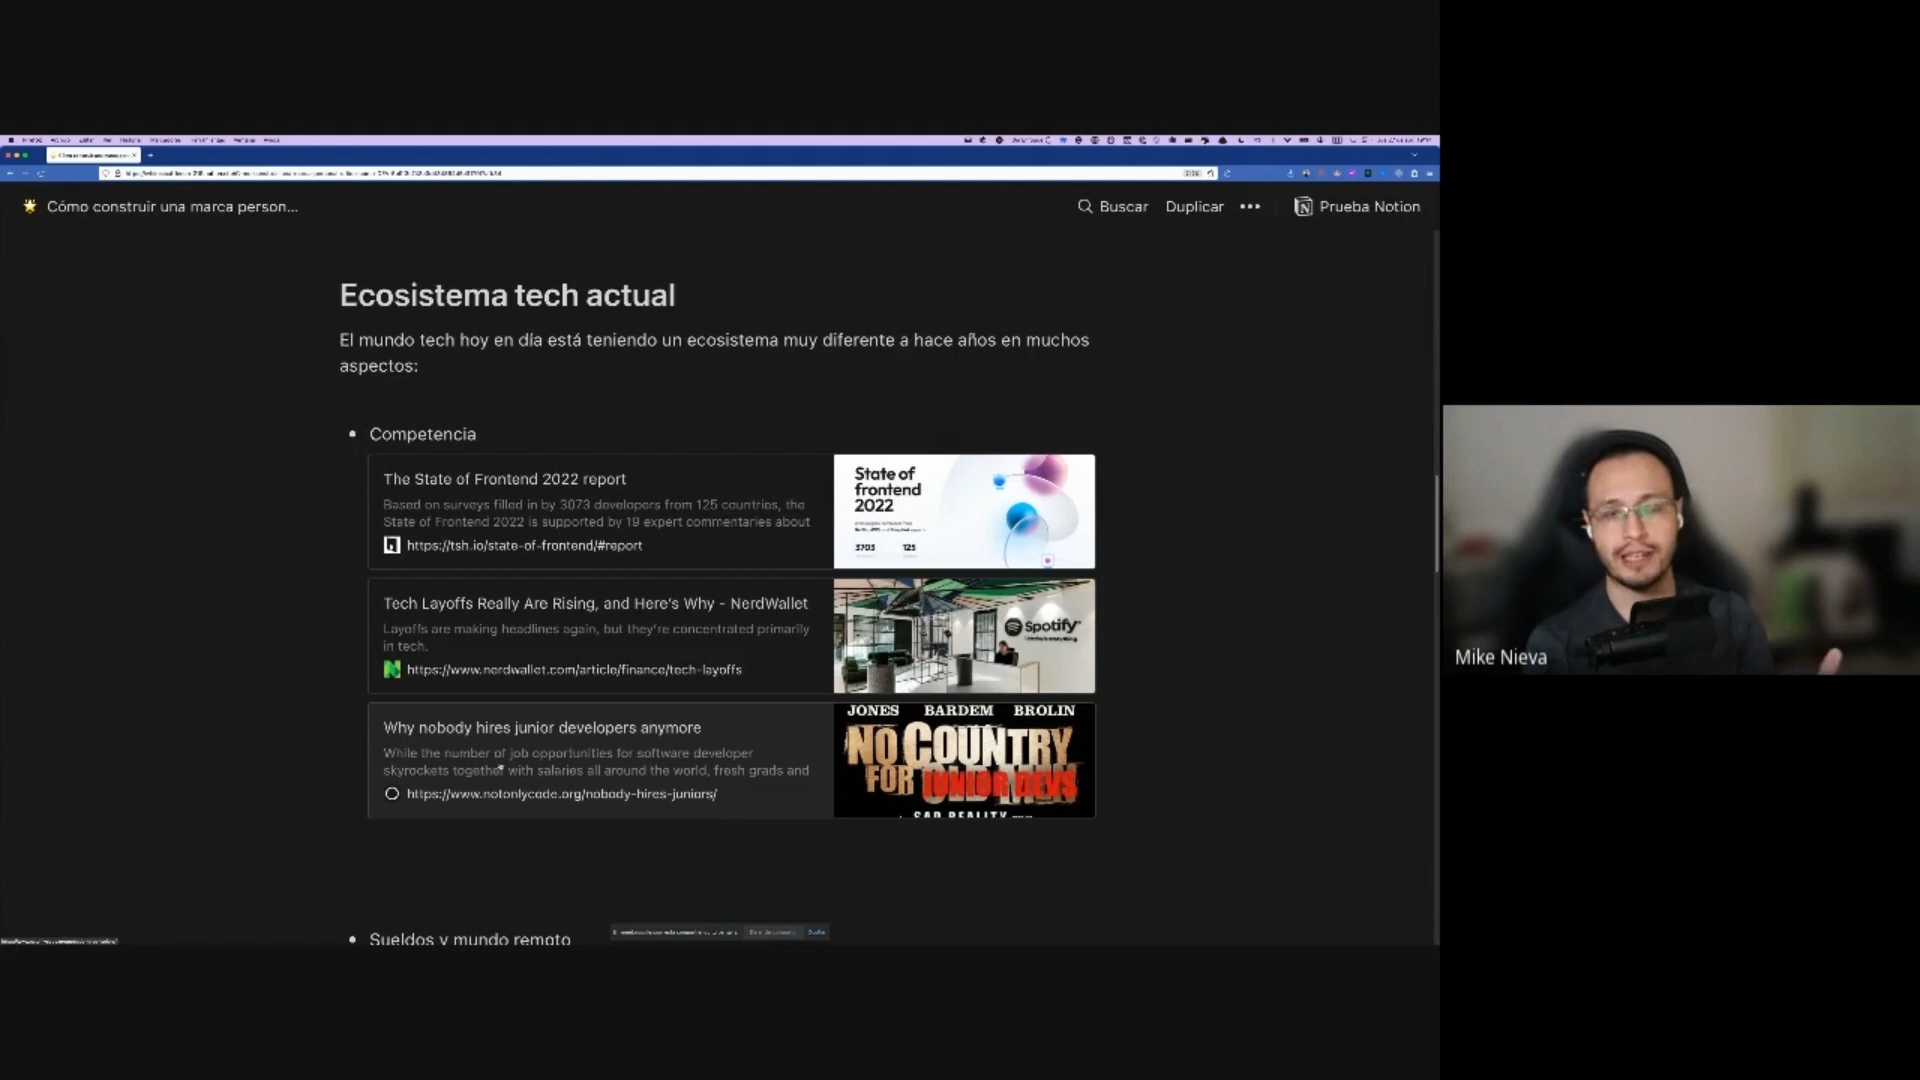 Cómo construir una marca person...
Buscar
Duplicar
Prueba Notion
Ecosistema tech actual
El mundo tech hoy en día está teniendo un ecosistema muy diferente a hace años en muchos
aspectos:
Competencia
The State of Frontend 2022 report
Based on surveys filled in by 3073 developers from 125 countries, the
State of Frontend 2022 is supported by 19 expert commentaries about
https://tsh.io/state-of-frontend/#report
State of
frontend
2022
3703
125
Tech Layoffs Really Are Rising, and Here's Why - NerdWallet
Layoffs are making headlines again, but they're concentrated primarily
in tech.
https://www.nerdwallet.com/article/finance/tech-layoffs
Spotify
Why nobody hires junior developers anymore
While the number of job opportunities for software developer
skyrockets together with salaries all around the world, fresh grads and
https://www.notonlycode.org/nobody-hires-juniors/
JONES BARDEM BROLIN
NO COUNTRY
FOR JUNIOR DEVS
SAD REALITY
Sueldos y mundo remoto
Mike Nieva